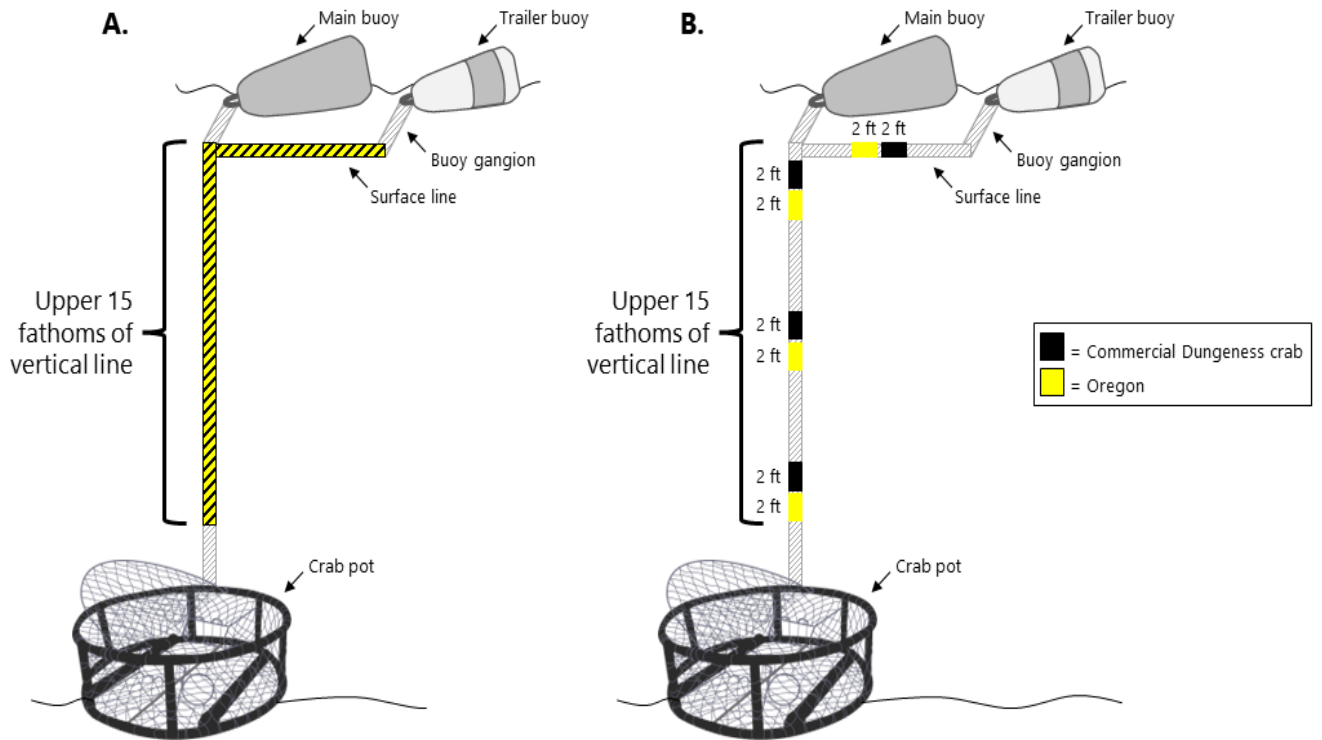 A.
Main buoy
Trailer buoy
Buoy gangion
Surface line
Upper 15
fathoms of
vertical line
Crab pot
B.
Main buoy
Trailer buoy
2 ft 2 ft
Buoy gangion
Surface line
2 ft
2 ft
Upper 15
fathoms of
vertical line
2 ft
2 ft
2 ft
2 ft
Crab pot
= Commercial Dungeness crab
= Oregon